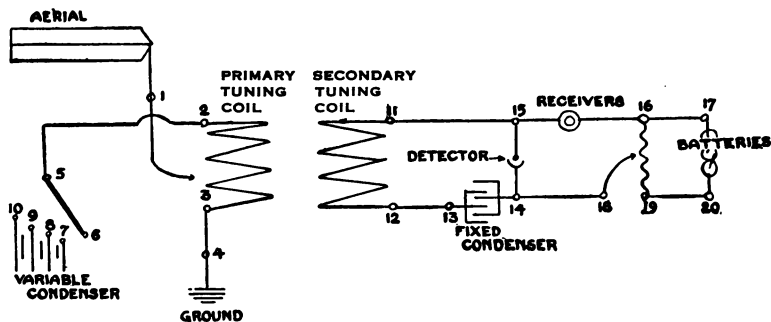 AERIAL
1
PRIMARY
TUNING
COIL
SECONDARY
TUNING
COIL
2
11
15
RECEIVERS
16
17
BATTERIES
DETECTOR
5
3
10
9
8
7
6
12
13
14
18
19
20.
FIXED
CONDENSER
4
VARIABLE
CONDENSER
GROUND